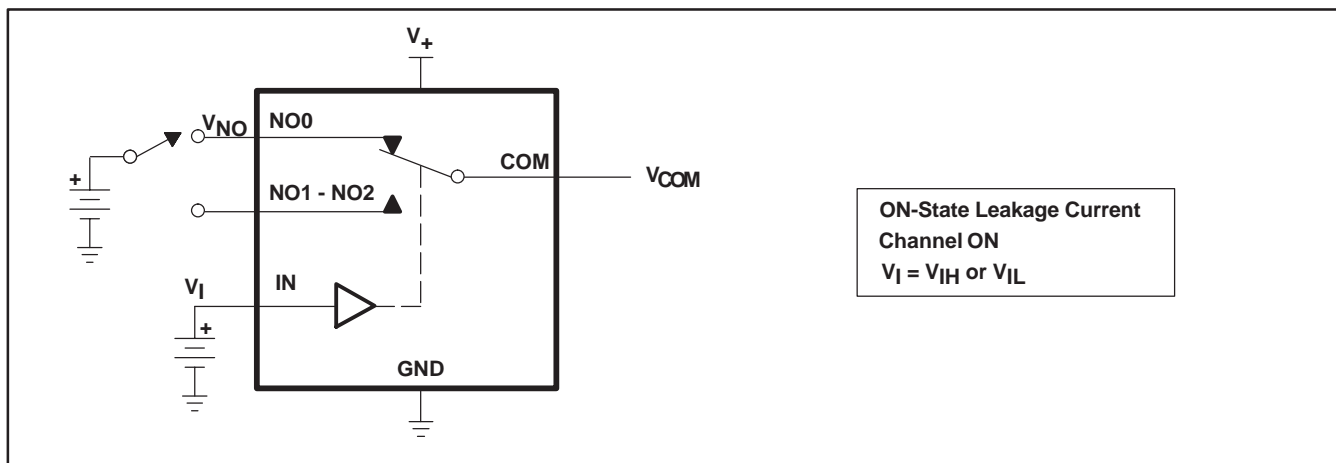 V+
VNO NO0
COM
VCOM
+
NO1 - NO2
VI IN
+
GND
ON-State Leakage Current
Channel ON
VI = VIH or VIL